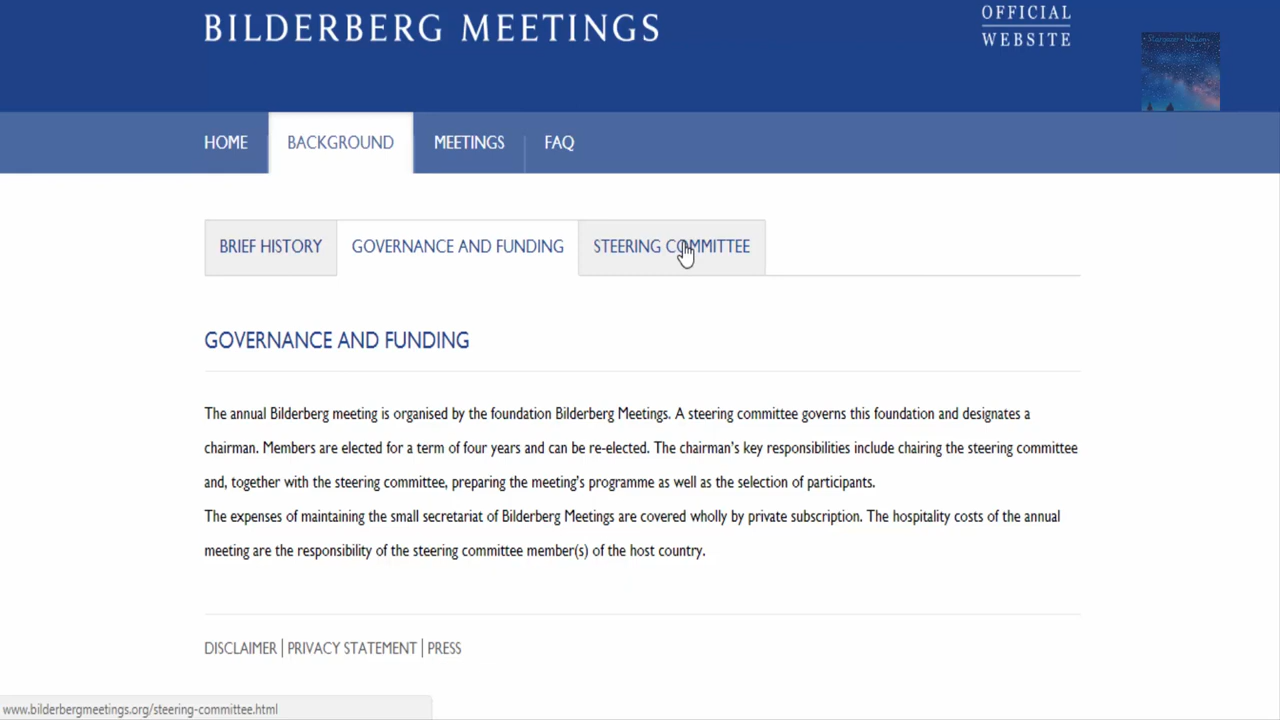 BILDERBERG MEETINGS
OFFICIAL
WEBSITE
HOME
BACKGROUND
MEETINGS
FAQ
BRIEF HISTORY
GOVERNANCE AND FUNDING
STEERING COMMITTEE
GOVERNANCE AND FUNDING
The annual Bilderberg meeting is organised by the foundation Bilderberg Meetings. A steering committee governs this foundation and designates a
chairman. Members are elected for a term of four years and can be re-elected. The chairman's key responsibilities include chairing the steering committee
and, together with the steering committee, preparing the meeting's programme as well as the selection of participants.
The expenses of maintaining the small secretariat of Bilderberg Meetings are covered wholly by private subscription. The hospitality costs of the annual
meeting are the responsibility of the steering committee member(s) of the host country.
DISCLAIMER | PRIVACY STATEMENT | PRESS
www.bilderbergmeetings.org/steering-committee.html